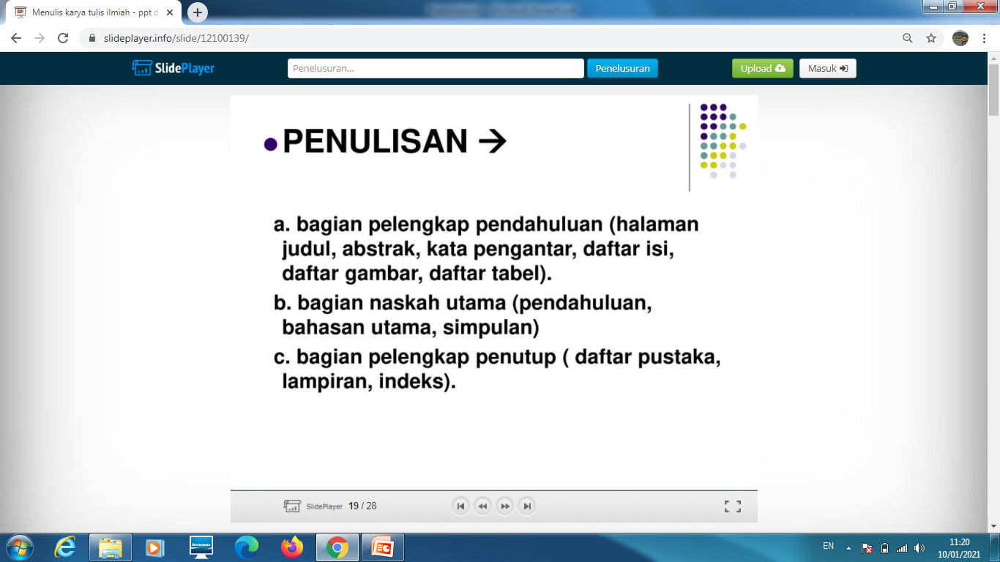 Menulis karya tulis ilmiah - ppt d
slideplayer.info/slide/12100139/
SlidePlayer
Penelusuran...
Penelusuran
Upload
Masuk
PENULISAN →
a. bagian pelengkap pendahuluan (halaman
judul, abstrak, kata pengantar, daftar isi,
daftar gambar, daftar tabel).
b. bagian naskah utama (pendahuluan,
bahasan utama, simpulan)
c. bagian pelengkap penutup ( daftar pustaka,
lampiran, indeks).
SlidePlayer 19 / 28
lenovo
EN
11:20
10/01/2021